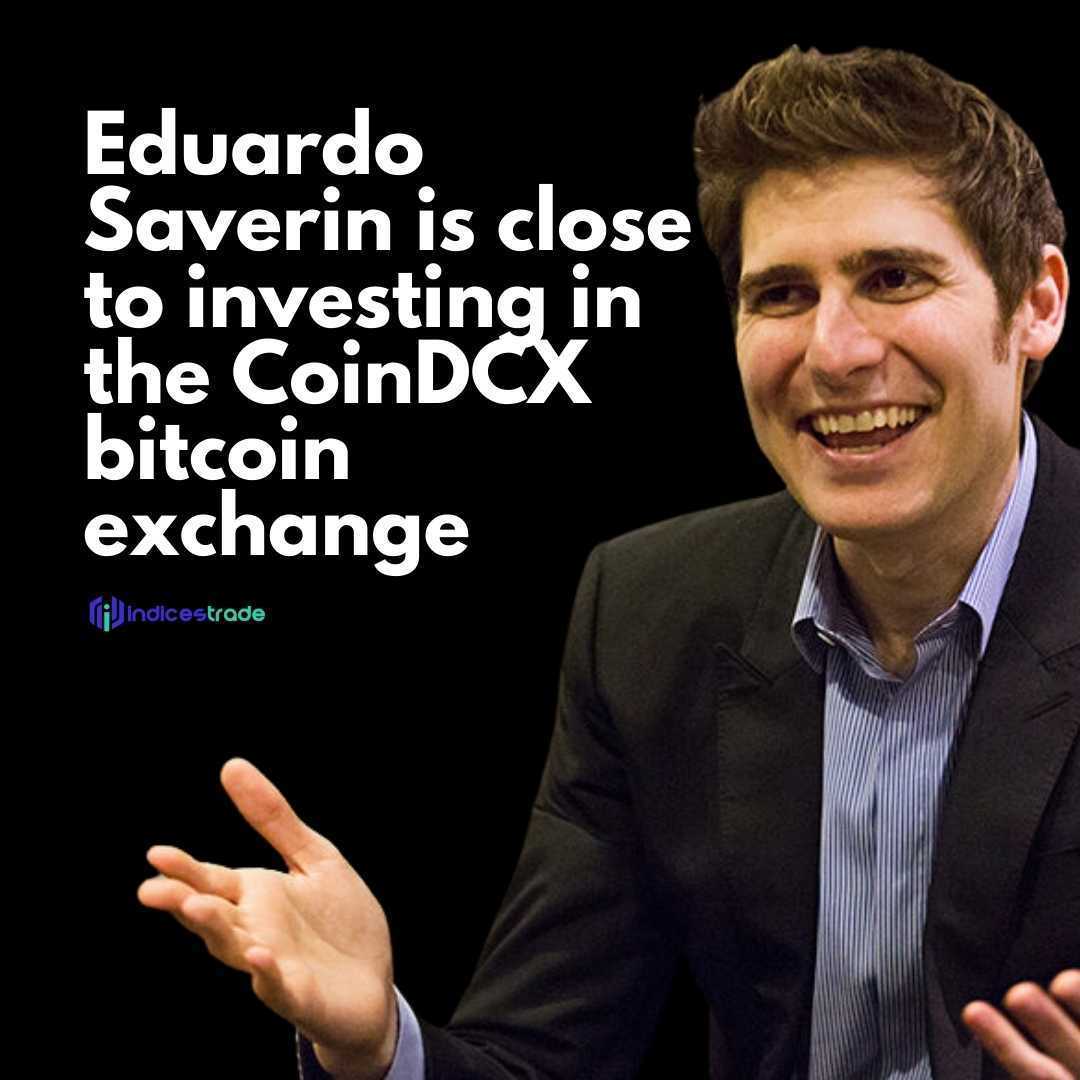 Eduardo
Saverin is close
to investing in
the CoinDCX
bitcoin
exchange
indicestrade